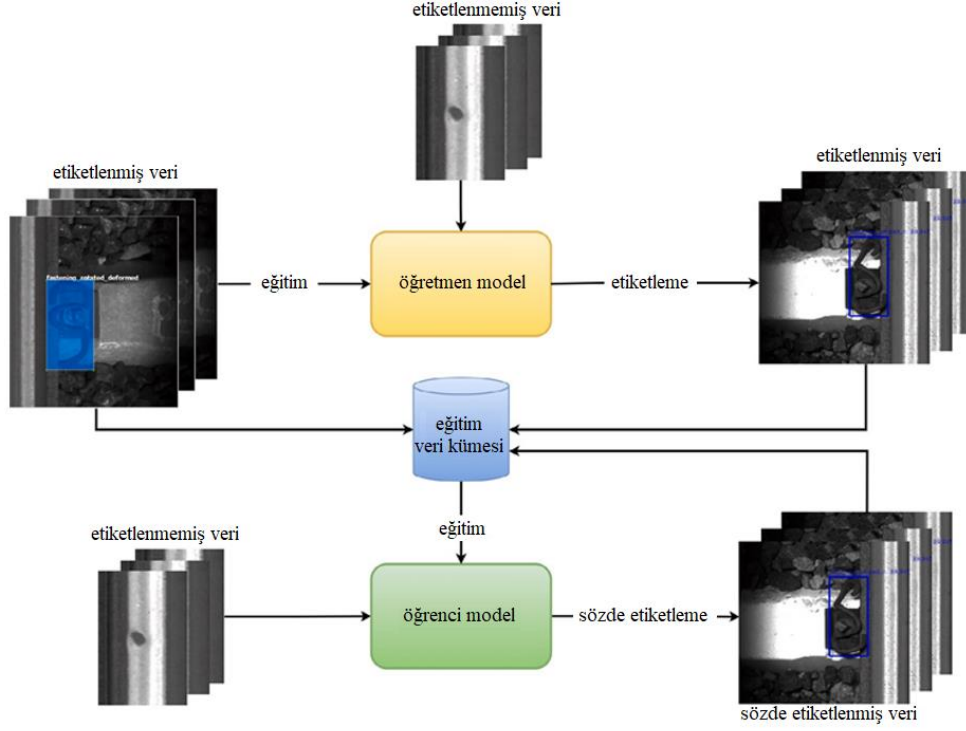 etiketlenmemiş veri
etiketlenmiş veri
etiketlenmiş veri
fastening_rotated_deformed
eğitim
öğretmen model
etiketleme
eğitim
veri kümesi
eğitim
etiketlenmemiş veri
öğrenci model
sözde etiketleme
sözde etiketlenmiş veri